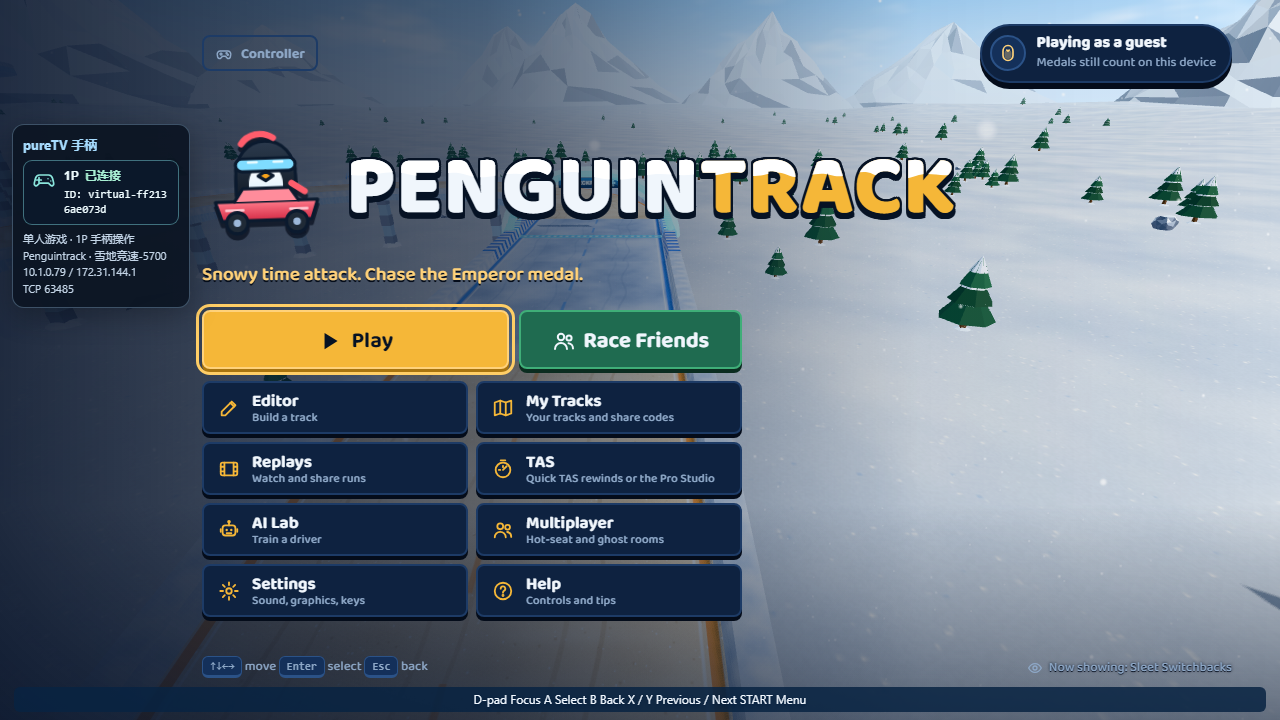 Controller
Playing as a guest
Medals still count on this device
pureTV 手柄
1P 已连接
ID: virtual-ff213
6ae073d
单人游戏 · 1P 手柄操作
Penguintrack · 雪地竞速-5700
10.1.0.79 / 172.31.144.1
TCP 63485
PENGUINTRACK
Snowy time attack. Chase the Emperor medal.
Play
Race Friends
Editor
Build a track
My Tracks
Your tracks and share codes
Replays
Watch and share runs
TAS
Quick TAS rewinds or the Pro Studio
AI Lab
Train a driver
Multiplayer
Hot-seat and ghost rooms
Settings
Sound, graphics, keys
Help
Controls and tips
↑↓←→ move Enter select Esc back
Now showing: Sleet Switchbacks
D-pad Focus A Select B Back X / Y Previous / Next START Menu